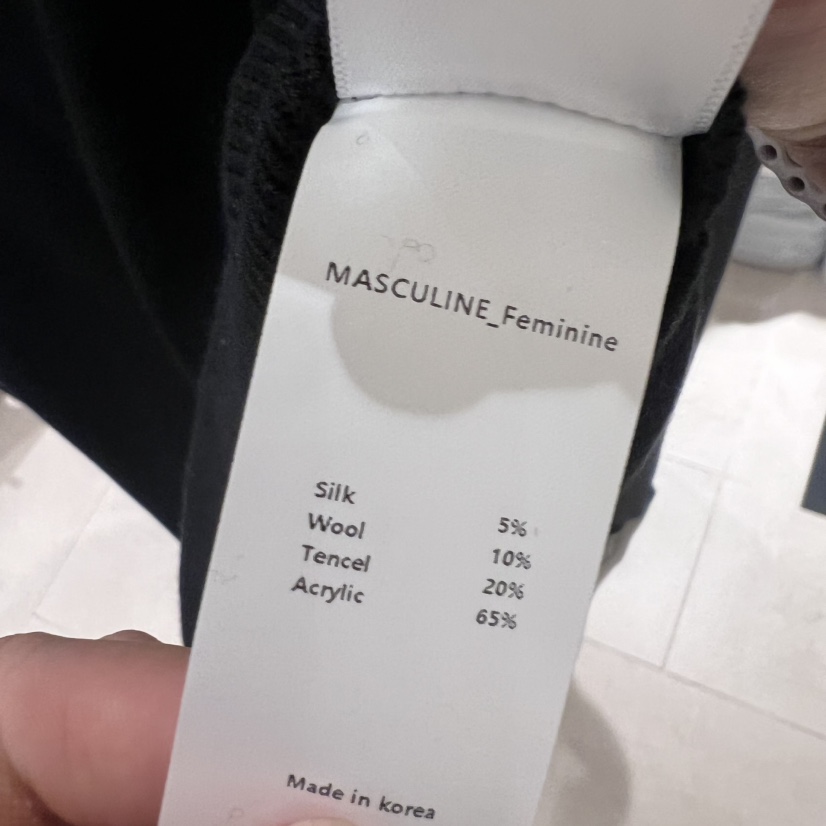 MASCULINE_Feminine
Silk 5%
Wool 10%
Tencel 20%
Acrylic 65%
Made in korea